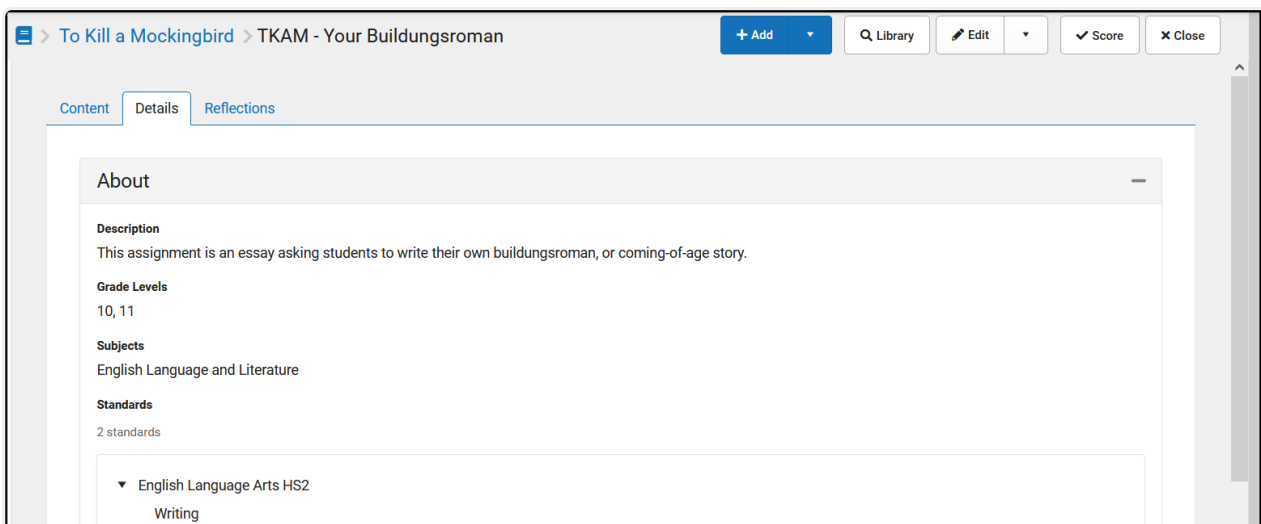 To Kill a Mockingbird > TKAM - Your Buildungsroman
+ Add
Library
Edit
Score
Close
Content
Details
Reflections
About
Description
This assignment is an essay asking students to write their own buildungsroman, or coming-of-age story.
Grade Levels
10, 11
Subjects
English Language and Literature
Standards
2 standards
English Language Arts HS2
Writing